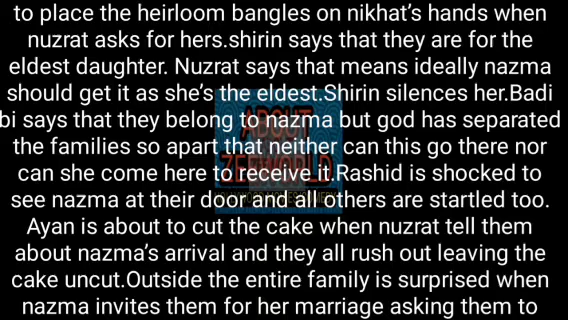 to place the heirloom bangles on nikhat's hands when
nuzrat asks for hers.shirin says that they are for the
eldest daughter. Nuzrat says that means ideally nazma
should get it as she's the eldest.Shirin silences her.Badi
bi says that they belong to nazma but god has separated
the families so apart that neither can this go there nor
can she come here to receive it.Rashid is shocked to
see nazma at their door and all others are startled too.
Ayan is about to cut the cake when nuzrat tell them
about nazma's arrival and they all rush out leaving the
cake uncut.Outside the entire family is surprised when
nazma invites them for her marriage asking them to
ABOUT
ZEEWORLD